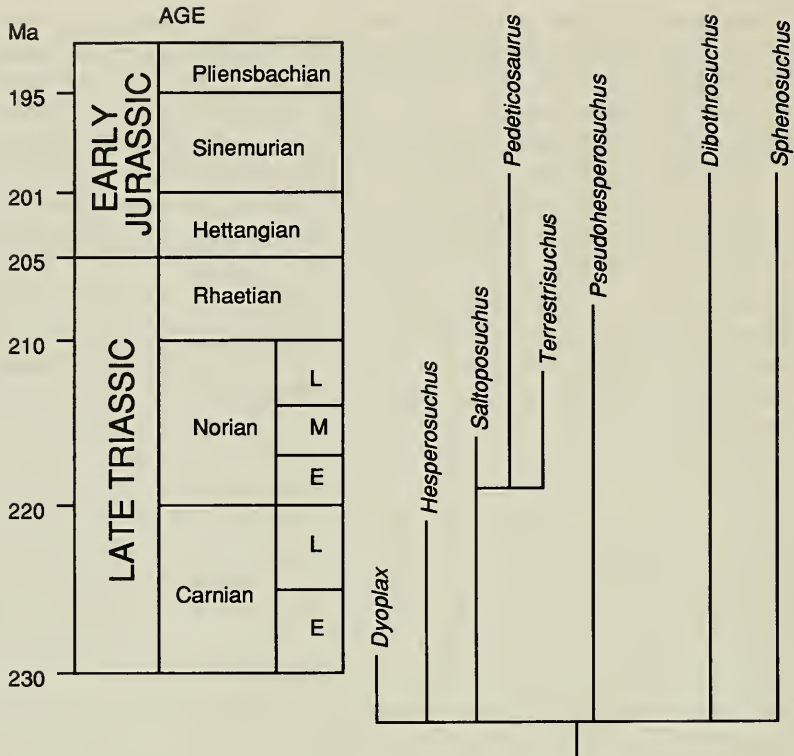 AGE
Ma
195
201
205
210
220
230
EARLY
JURASSIC
LATE TRIASSIC
Pliensbachian
Sinemurian
Hettangian
Rhaetian
Norian
L
M
E
Carnian
L
E
Dyoplax
Hesperosuchus
Saltoposuchus
Pedeticosaurus
Terrestrisuchus
Pseudohesperosuchus
Dibothrosuchus
Sphenosuchus